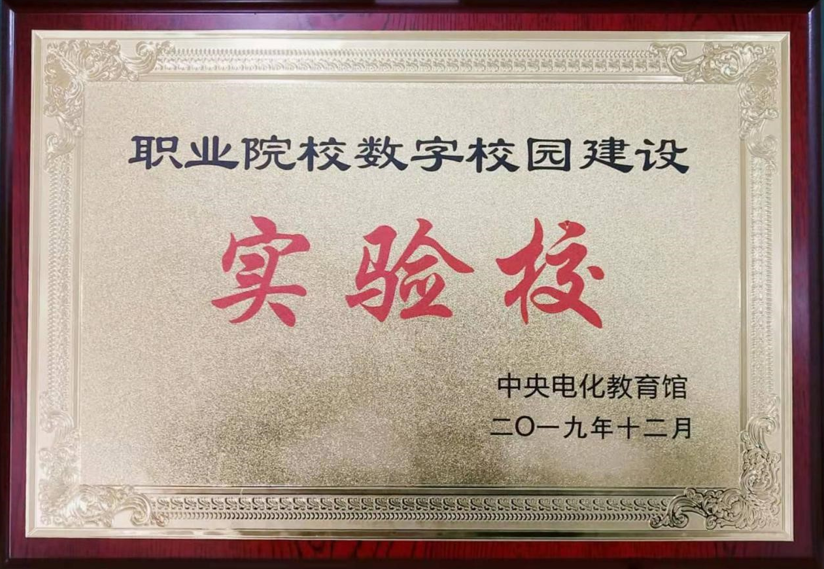 职业院校数字校园建设
实验校
中央电化教育馆
二〇一九年十二月